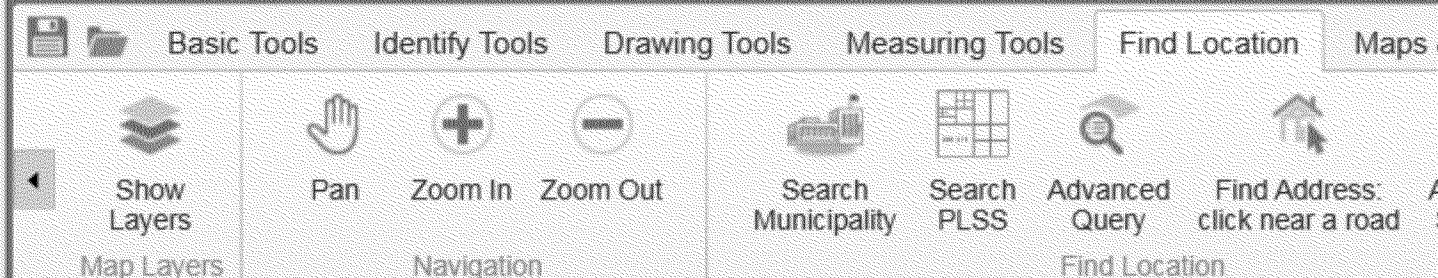 Basic Tools Identify Tools Drawing Tools Measuring Tools Find Location Maps
Show Layers
Pan
Zoom In
Zoom Out
Search Municipality
Search PLSS
Advanced Query
Find Address: click near a road
Map Layers
Navigation
Find Location